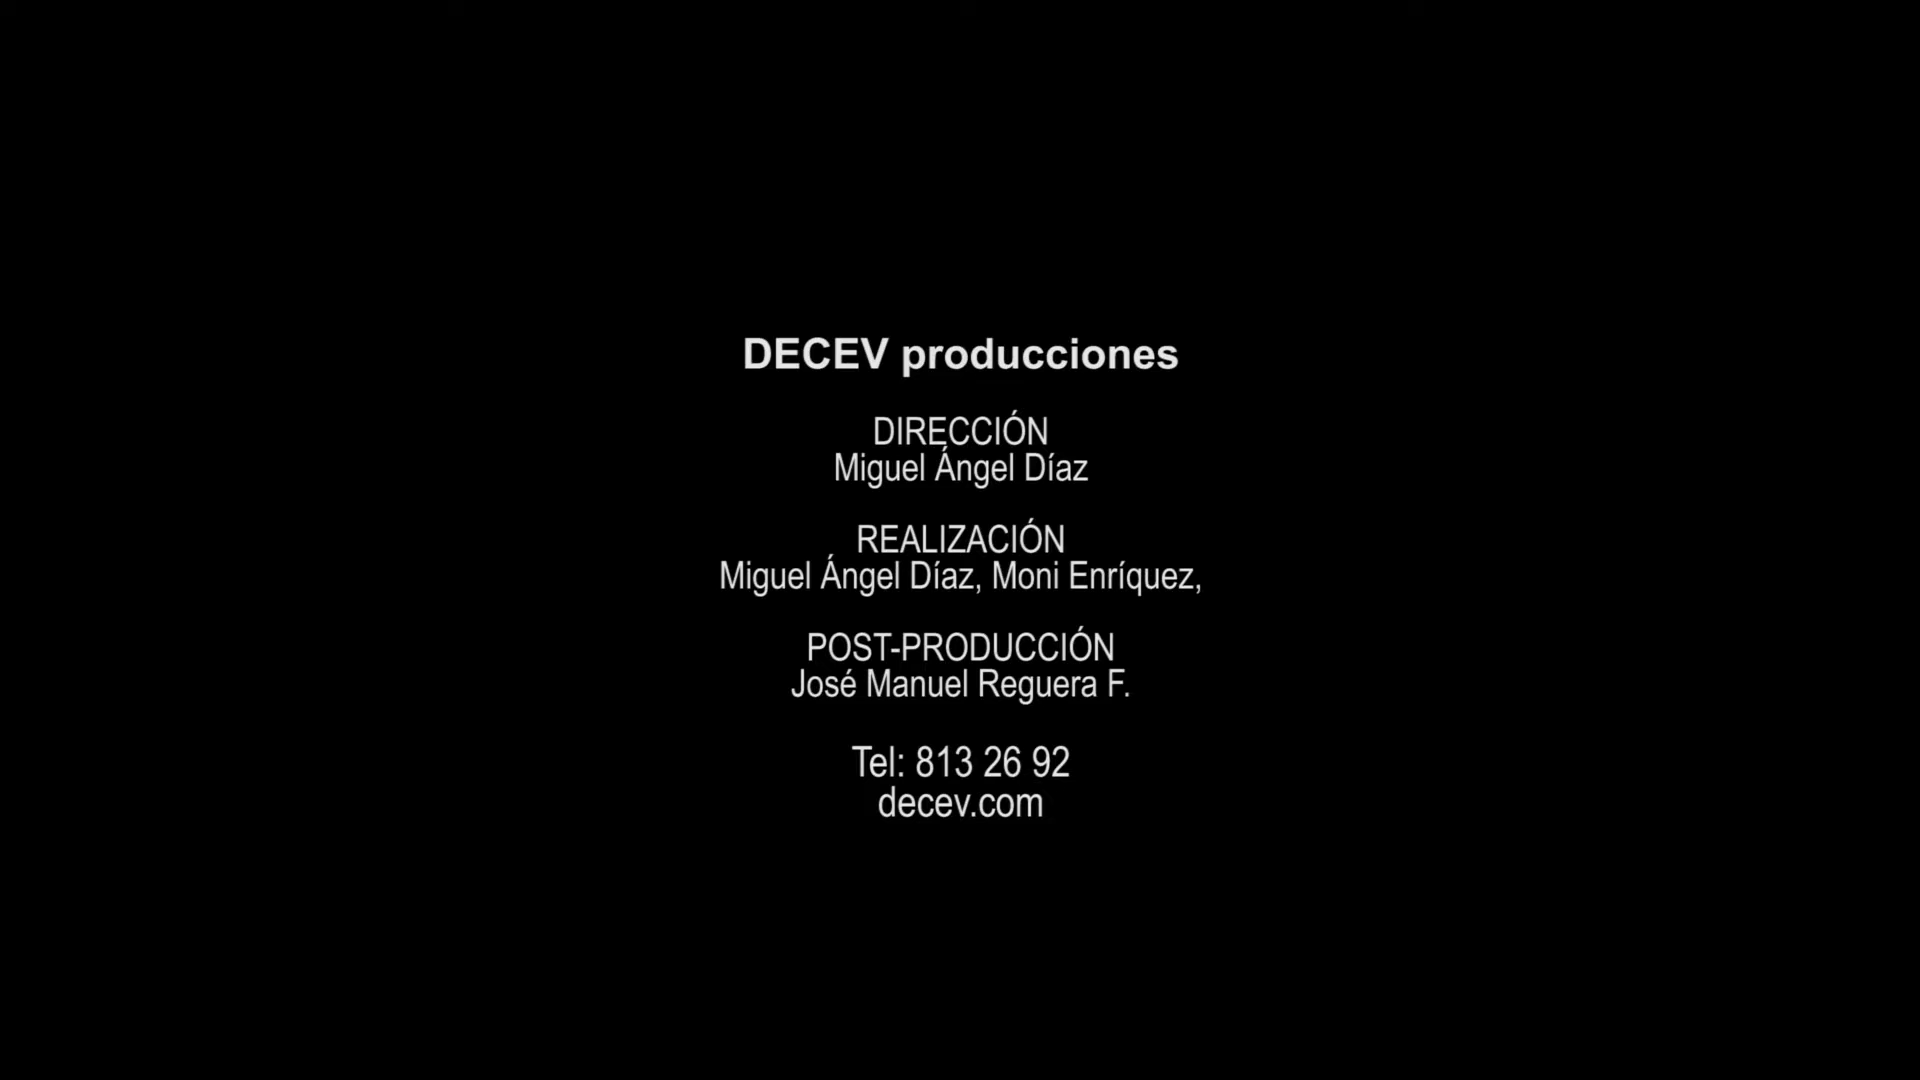 DECEV producciones
DIRECCIÓN
Miguel Ángel Díaz
REALIZACIÓN
Miguel Ángel Díaz, Moni Enríquez,
POST-PRODUCCIÓN
José Manuel Reguera F.
Tel: 813 26 92
decev.com